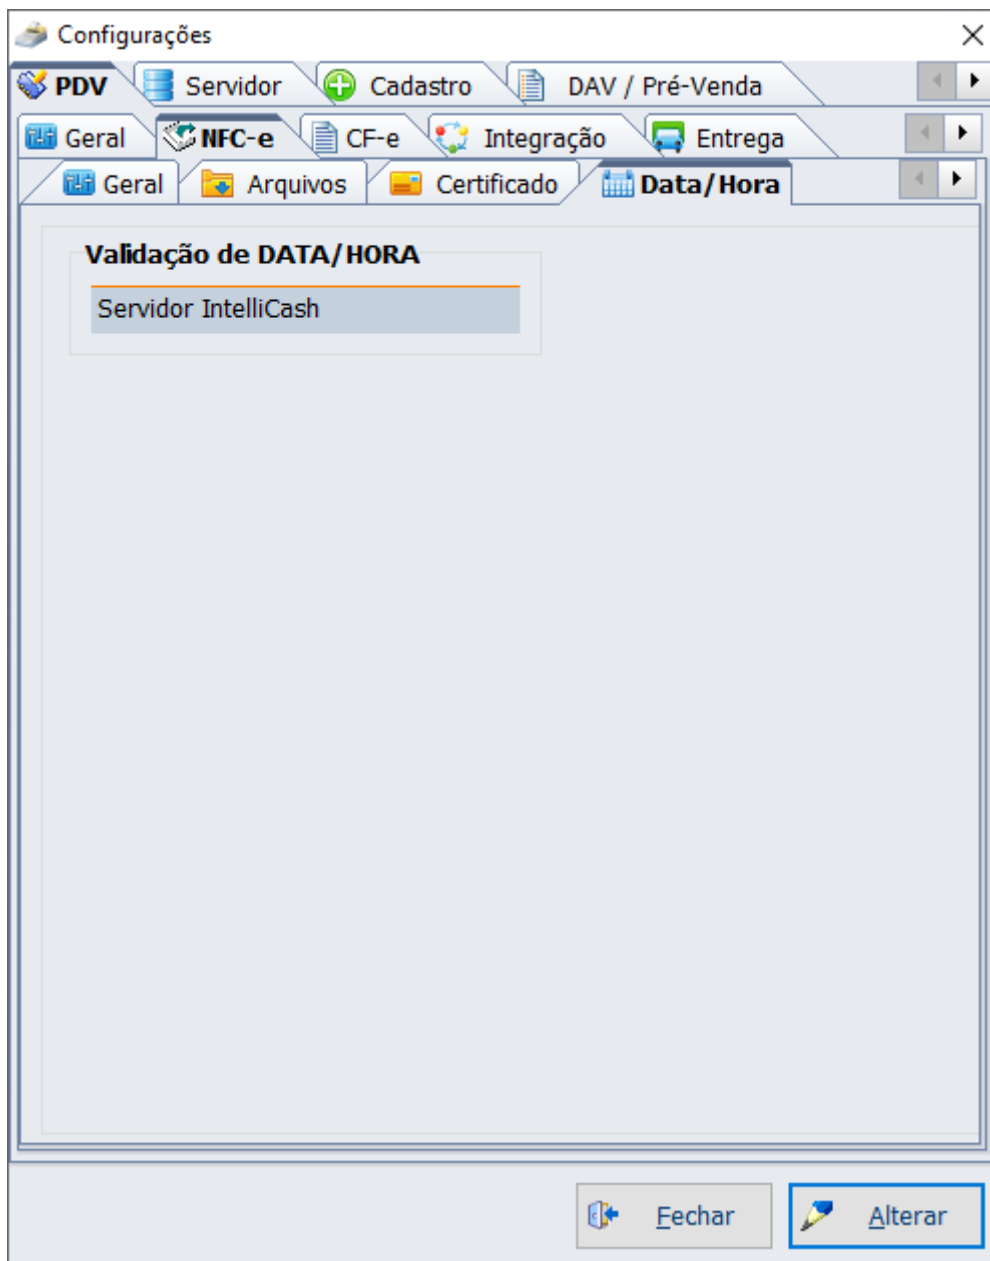 Configurações
PDV Servidor Cadastro DAV / Pré-Venda
Geral NFC-e CF-e Integração Entrega
Geral Arquivos Certificado Data/Hora
Validação de DATA/HORA
Servidor IntelliCash
Fechar Alterar